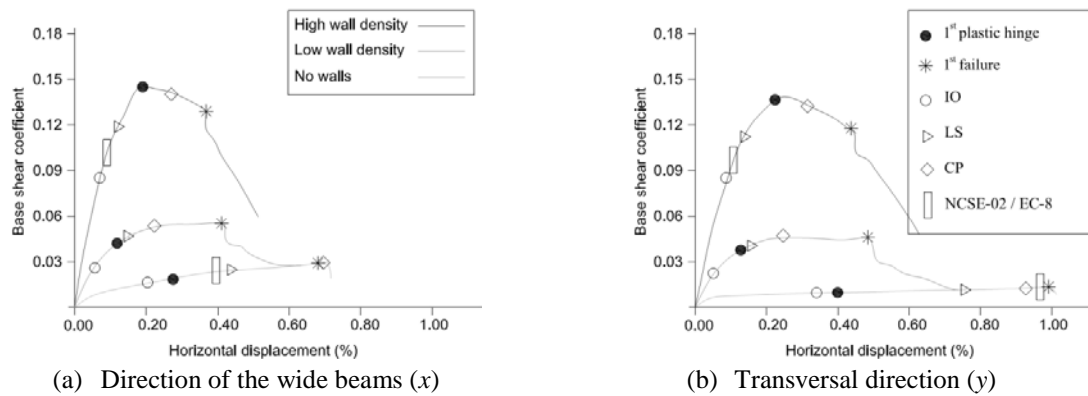 0.18
0.15
0.12
0.09
0.06
0.03
Base shear coefficient
High wall density
Low wall density
No walls
0.00 0.20 0.40 0.60 0.80 1.00
Horizontal displacement (%)
(a) Direction of the wide beams (x)
0.18
0.15
0.12
0.09
0.06
0.03
Base shear coefficient
1st plastic hinge
1st failure
IO
LS
CP
NCSE-02 / EC-8
0.00 0.20 0.40 0.60 0.80 1.00
Horizontal displacement (%)
(b) Transversal direction (y)